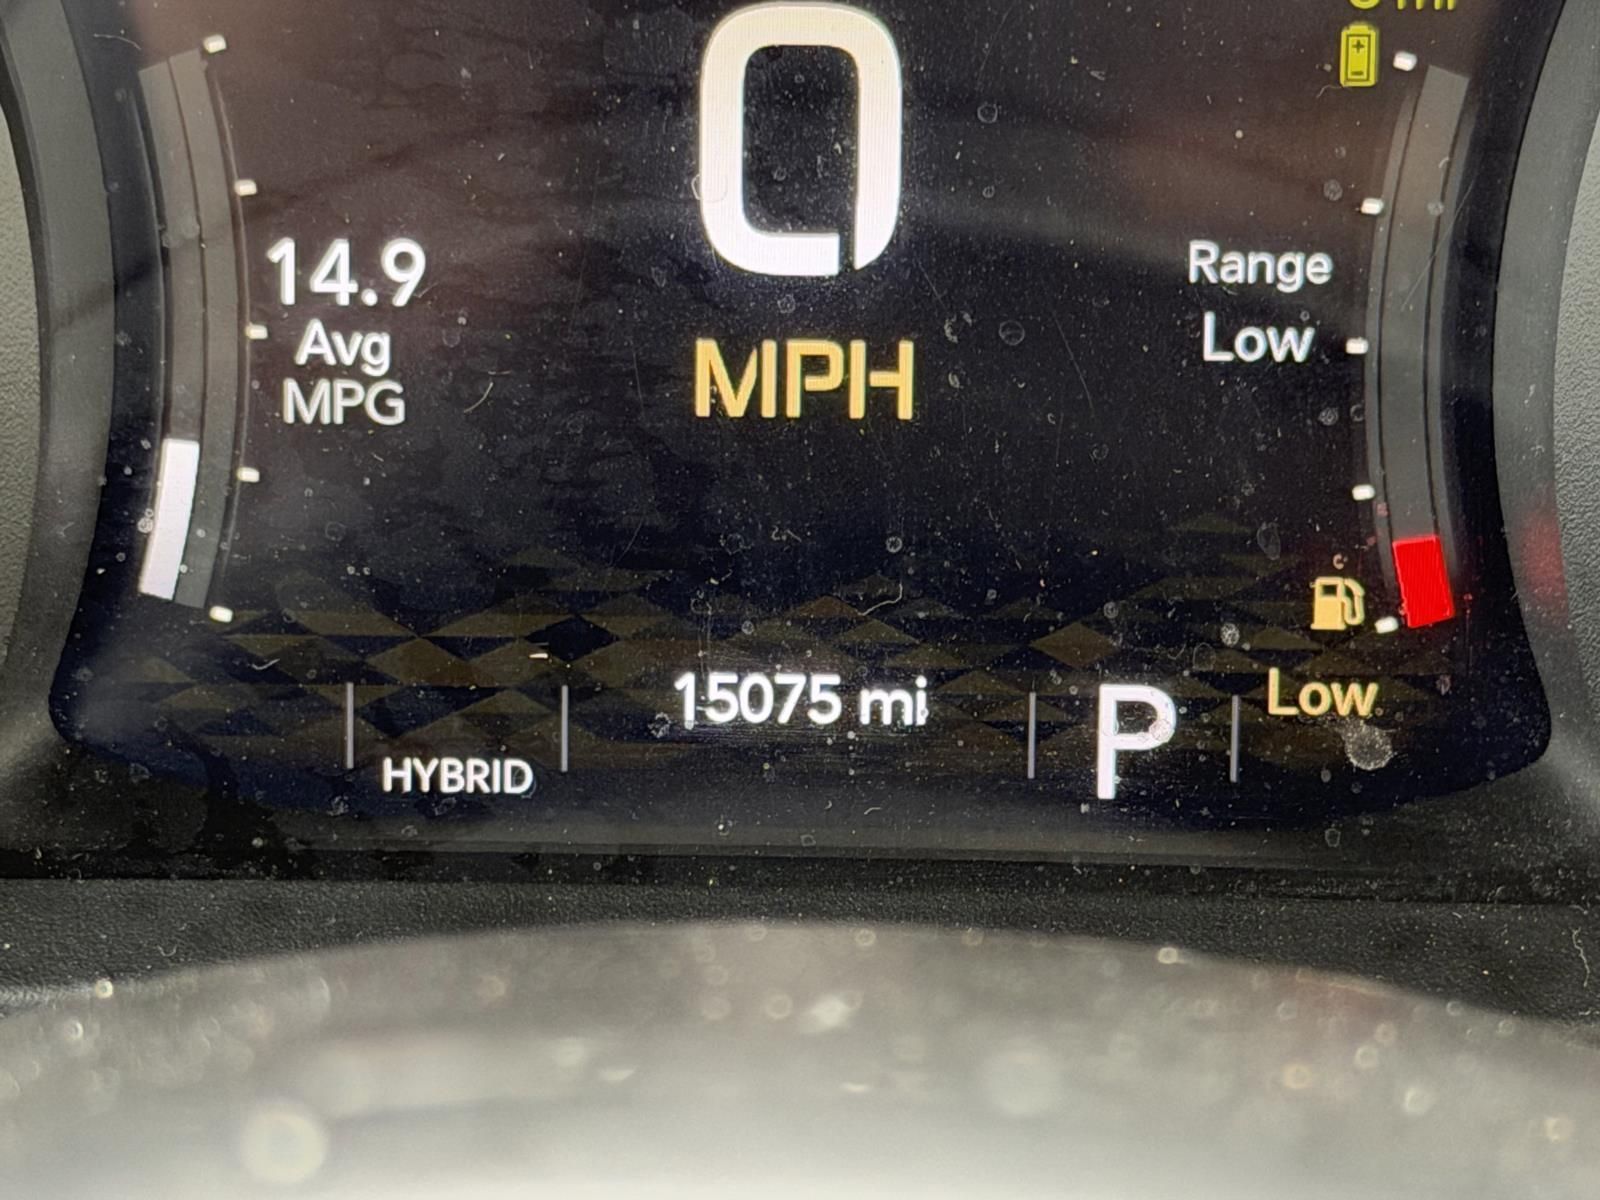 0
MPH
14.9
Avg
MPG
Range
Low
HYBRID
15075 mi
P
Low